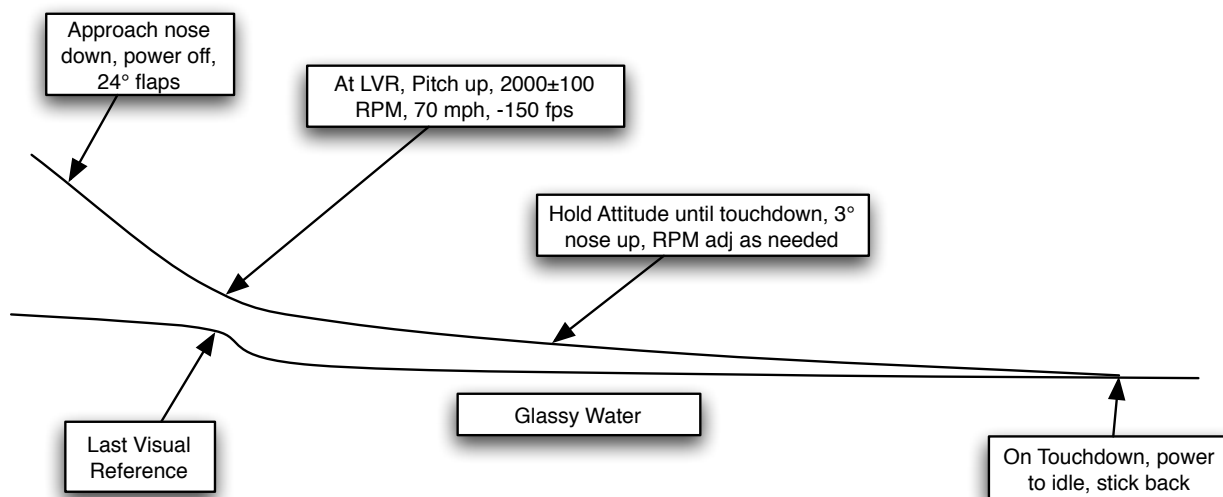 Approach nose
down, power off,
24° flaps
At LVR, Pitch up, 2000±100
RPM, 70 mph, -150 fps
Hold Attitude until touchdown, 3°
nose up, RPM adj as needed
Glassy Water
Last Visual
Reference
On Touchdown, power
to idle, stick back